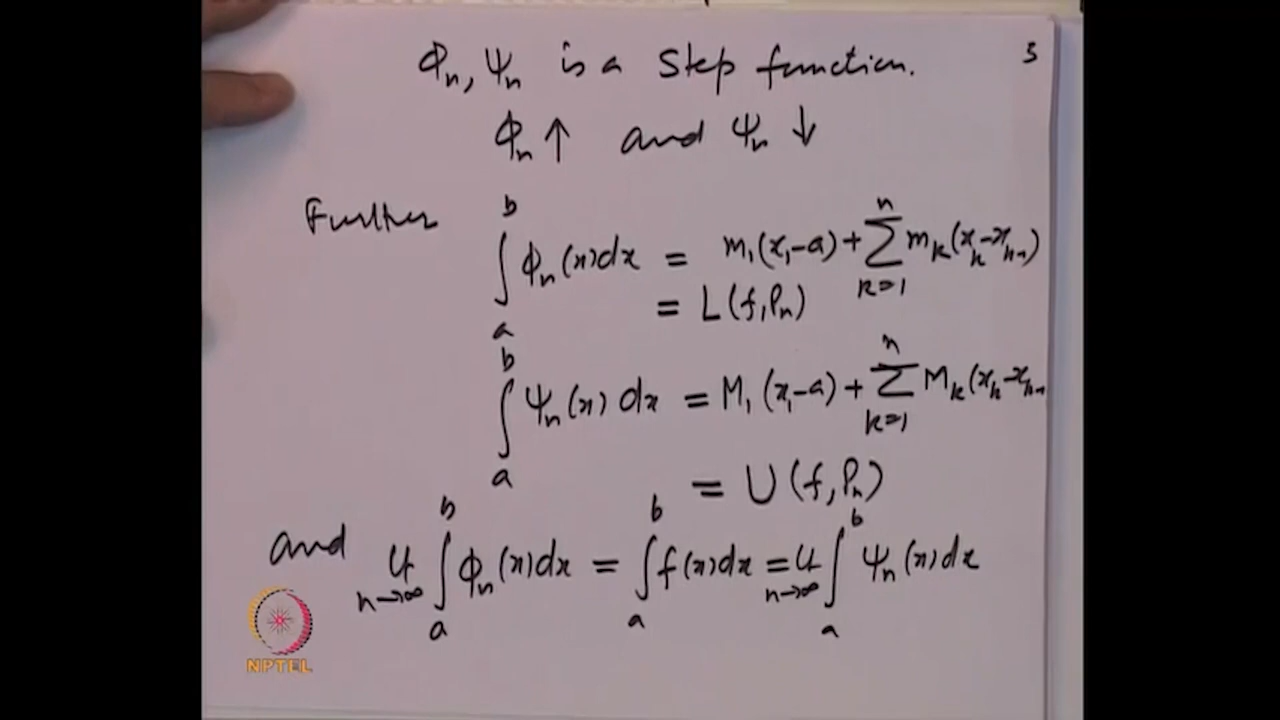 Φn, Ψn is a Step function. 3
Φn ↑ and Ψn ↓
Further ∫_a^b ϕn(x)dx = m1(x1-a) + Σ_{k=1}^n mk(xk-xk-1)
= L(f,Pn)
∫_a^b Ψn(x) dx = M1(x1-a) + Σ_{k=1}^n Mk(xk-xk-1
= U(f,Pn)
and Lt_{n→∞} ∫_a^b ϕn(x)dx = ∫_a^b f(x)dx = Lt_{n→∞} ∫_a^b Ψn(x)dx
NPTEL